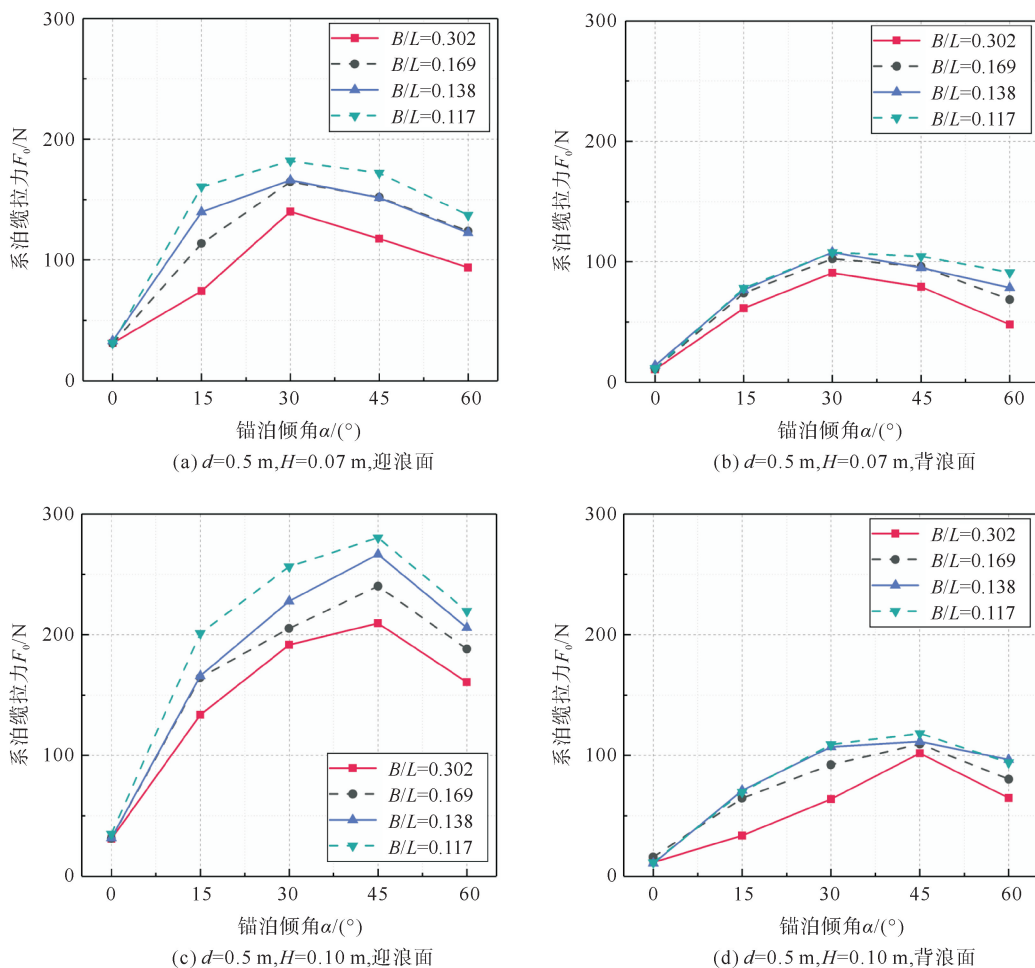 300
200
100
0
系泊缆拉力F₀/N
B/L=0.302
B/L=0.169
B/L=0.138
B/L=0.117
0 15 30 45 60
锚泊倾角α/(°)
(a) d=0.5 m,H=0.07 m,迎浪面
300
200
100
0
系泊缆拉力F₀/N
B/L=0.302
B/L=0.169
B/L=0.138
B/L=0.117
0 15 30 45 60
锚泊倾角α/(°)
(b) d=0.5 m,H=0.07 m,背浪面
300
200
100
0
系泊缆拉力F₀/N
B/L=0.302
B/L=0.169
B/L=0.138
B/L=0.117
0 15 30 45 60
锚泊倾角α/(°)
(c) d=0.5 m,H=0.10 m,迎浪面
300
200
100
0
系泊缆拉力F₀/N
B/L=0.302
B/L=0.169
B/L=0.138
B/L=0.117
0 15 30 45 60
锚泊倾角α/(°)
(d) d=0.5 m,H=0.10 m,背浪面